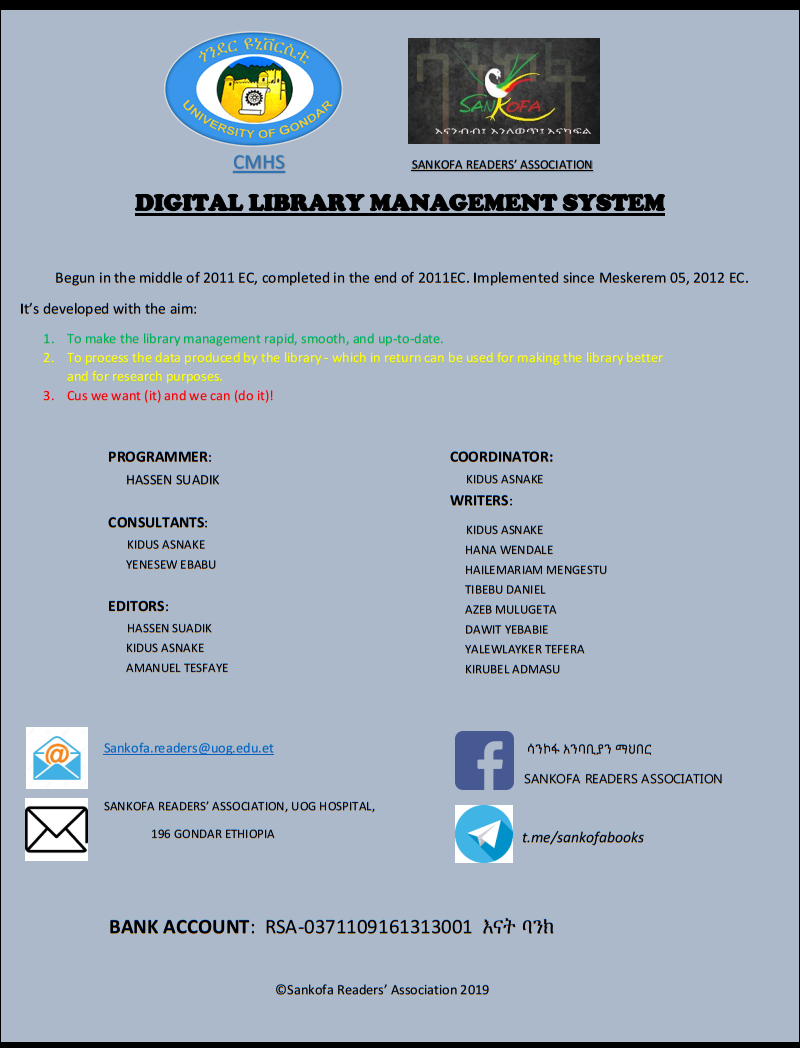 ጎንደር ዩኒቨርሲቲ
UNIVERSITY OF GONDAR
CMHS
ሳንኮፋ
SANKOFA
እናንብብ፤ እንለወጥ፤ እናካፍል
SANKOFA READERS’ ASSOCIATION
DIGITAL LIBRARY MANAGEMENT SYSTEM
Begun in the middle of 2011 EC, completed in the end of 2011EC. Implemented since Meskerem 05, 2012 EC.
It’s developed with the aim:
1. To make the library management rapid, smooth, and up-to-date.
2. To process the data produced by the library - which in return can be used for making the library better
and for research purposes.
3. Cus we want (it) and we can (do it)!
PROGRAMMER:
HASSEN SUADIK
CONSULTANTS:
KIDUS ASNAKE
YENESEW EBABU
EDITORS:
HASSEN SUADIK
KIDUS ASNAKE
AMANUEL TESFAYE
COORDINATOR:
KIDUS ASNAKE
WRITERS:
KIDUS ASNAKE
HANA WENDALE
HAILEMARIAM MENGESTU
TIBEBU DANIEL
AZEB MULUGETA
DAWIT YEBABIE
YALEWLAYKER TEFERA
KIRUBEL ADMASU
Sankofa.readers@uog.edu.et
SANKOFA READERS’ ASSOCIATION, UOG HOSPITAL,
196 GONDAR ETHIOPIA
ሳንኮፋ አንባቢያን ማህበር
SANKOFA READERS ASSOCIATION
t.me/sankofabooks
BANK ACCOUNT: RSA-0371109161313001 እናት ባንክ
©Sankofa Readers’ Association 2019